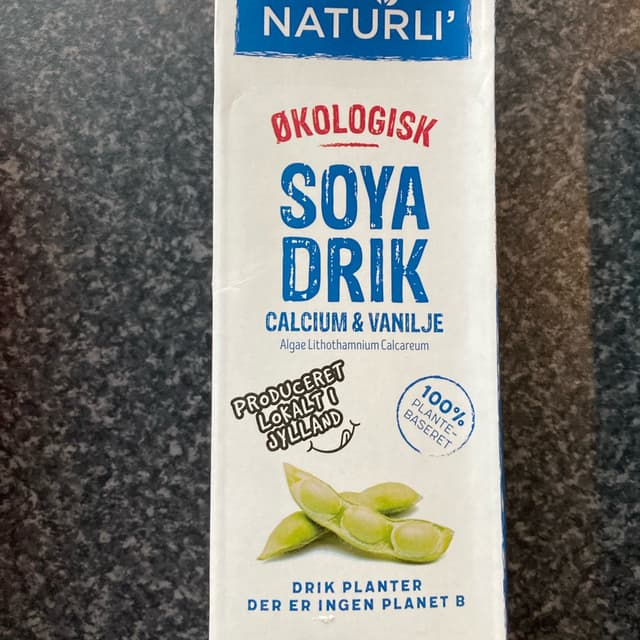 NATURLI'
ØKOLOGISK
SOYA
DRIK
CALCIUM & VANILJE
Algae Lithothamnium Calcareum
PRODUCERET
LOKALT I
JYLLAND
100%
PLANTE-
BASERET
DRIK PLANTER
DER ER INGEN PLANET B